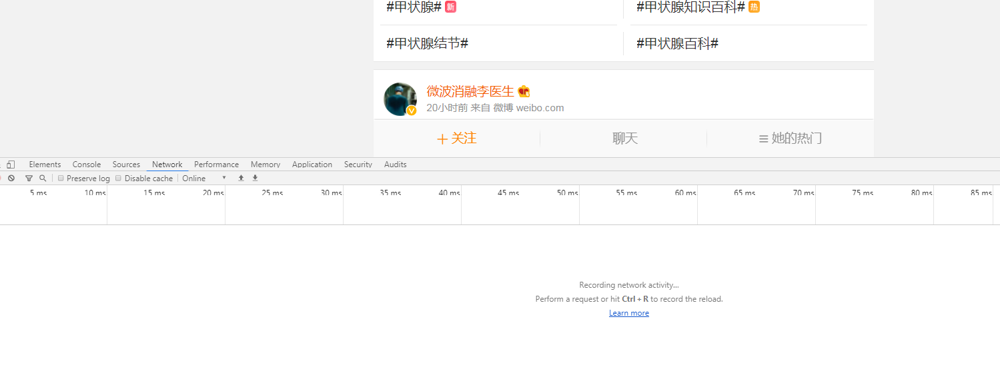 #甲状腺# 新 #甲状腺知识百科# 热
#甲状腺结节# #甲状腺百科#
微波消融李医生
20小时前 来自 微博 weibo.com
关注 聊天 她的热门
Elements Console Sources Network Performance Memory Application Security Audits
Preserve log Disable cache Online
5 ms 10 ms 15 ms 20 ms 25 ms 30 ms 35 ms 40 ms 45 ms 50 ms 55 ms 60 ms 65 ms 70 ms 75 ms 80 ms 85 ms
Recording network activity...
Perform a request or hit Ctrl + R to record the reload.
Learn more